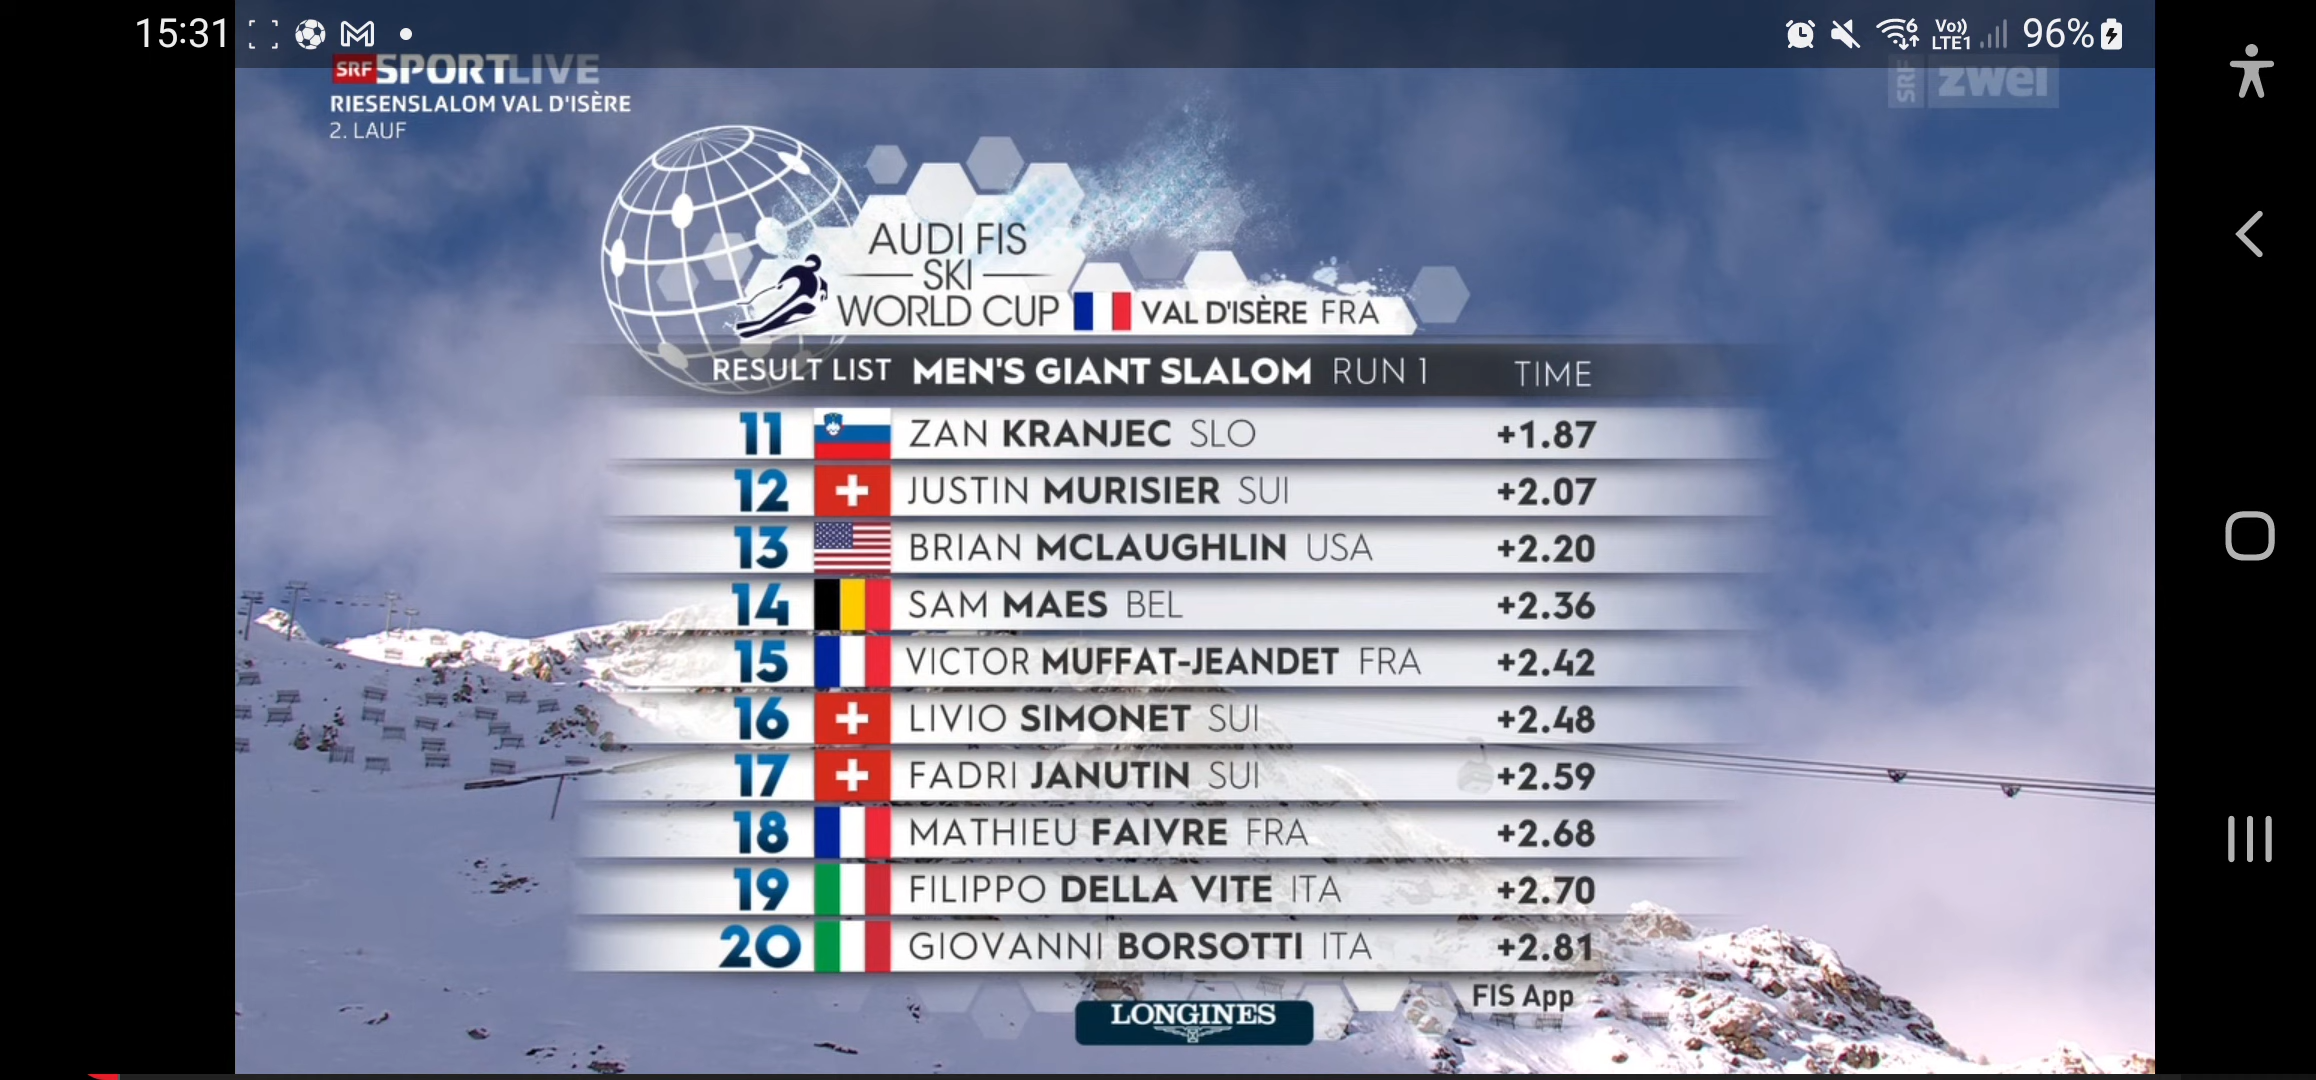 15:31
Vo))
LTE1
6
96%
SRF SPORTLIVE
RIESENSLALOM VAL D'ISÈRE
2. LAUF
SRF zwei
AUDI FIS
SKI
WORLD CUP VAL D'ISÈRE FRA
RESULT LIST MEN'S GIANT SLALOM RUN 1 TIME
11 ZAN KRANJEC SLO +1.87
12 JUSTIN MURISIER SUI +2.07
13 BRIAN MCLAUGHLIN USA +2.20
14 SAM MAES BEL +2.36
15 VICTOR MUFFAT-JEANDET FRA +2.42
16 LIVIO SIMONET SUI +2.48
17 FADRI JANUTIN SUI +2.59
18 MATHIEU FAIVRE FRA +2.68
19 FILIPPO DELLA VITE ITA +2.70
20 GIOVANNI BORSOTTI ITA +2.81
FIS App
LONGINES